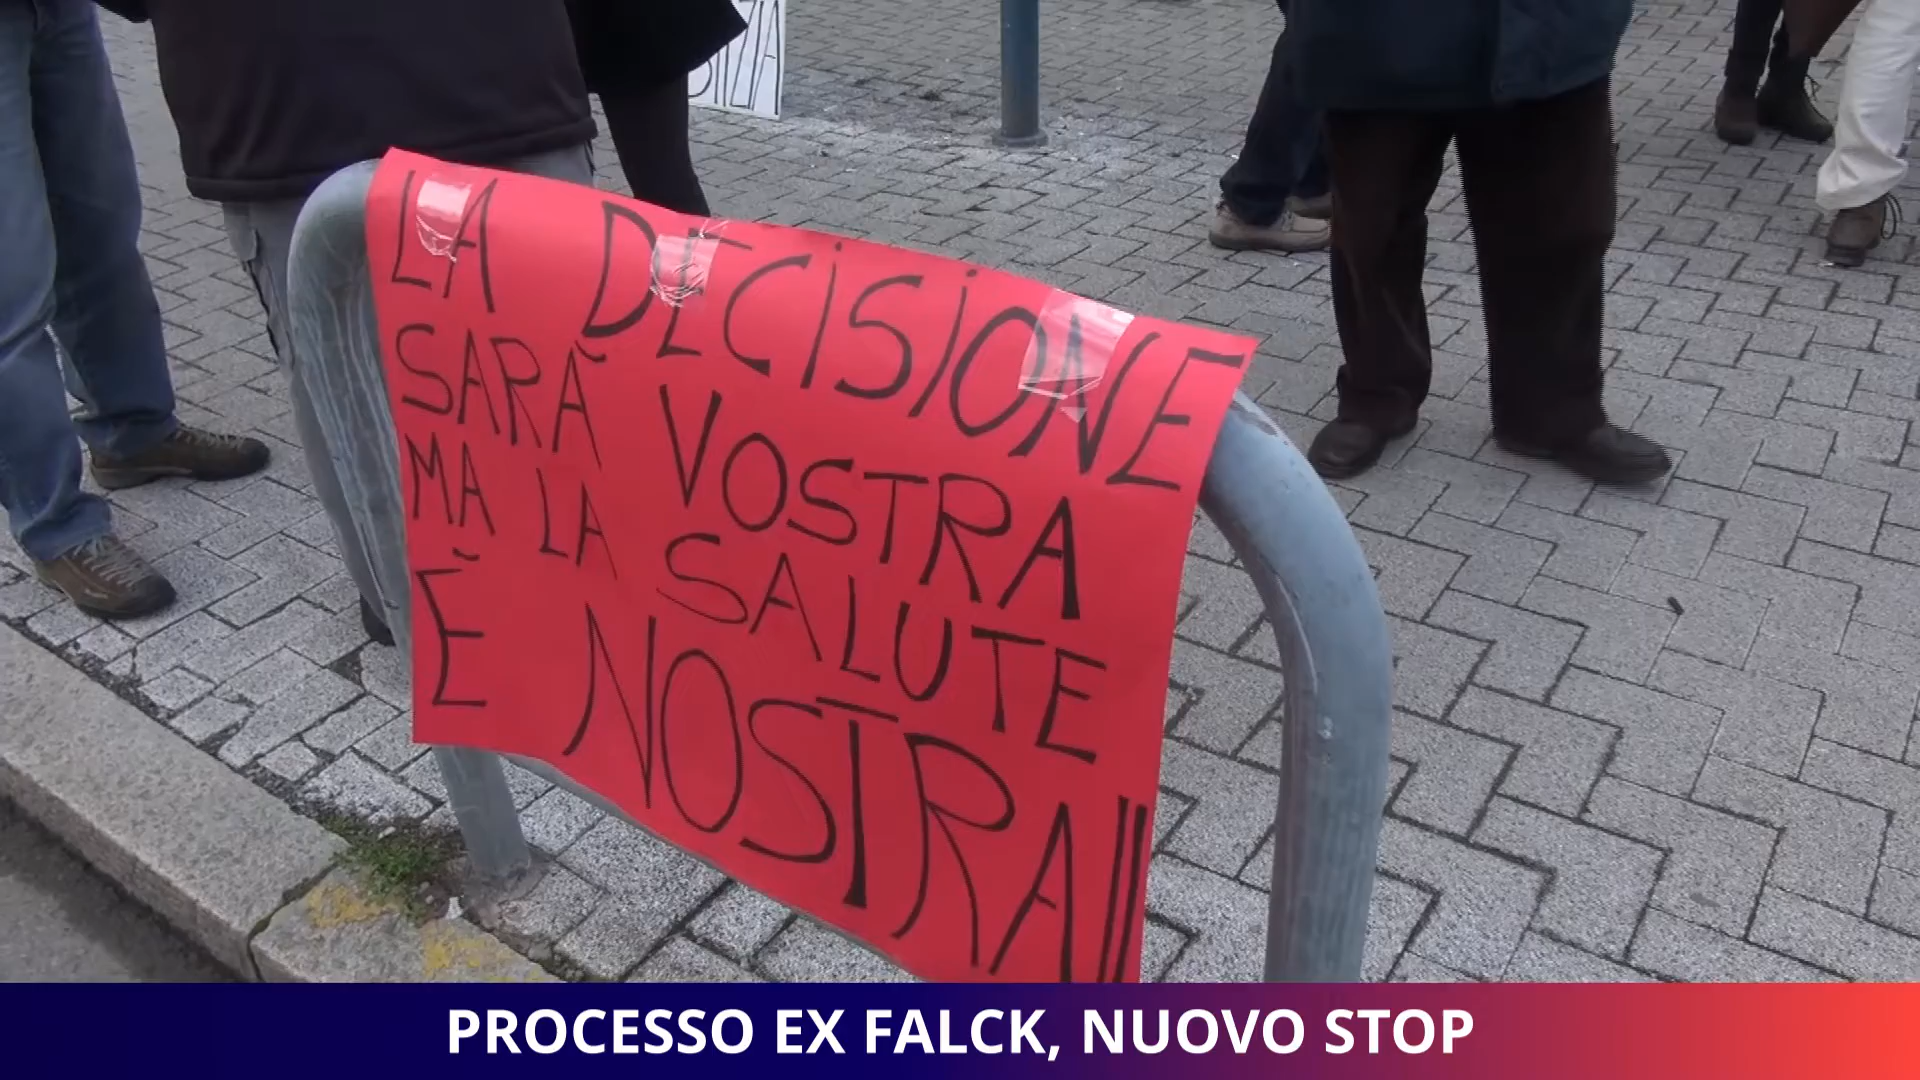 LA DECISIONE
SARÀ VOSTRA
MA LA SALUTE
È NOSTRA!!
PROCESSO EX FALCK, NUOVO STOP